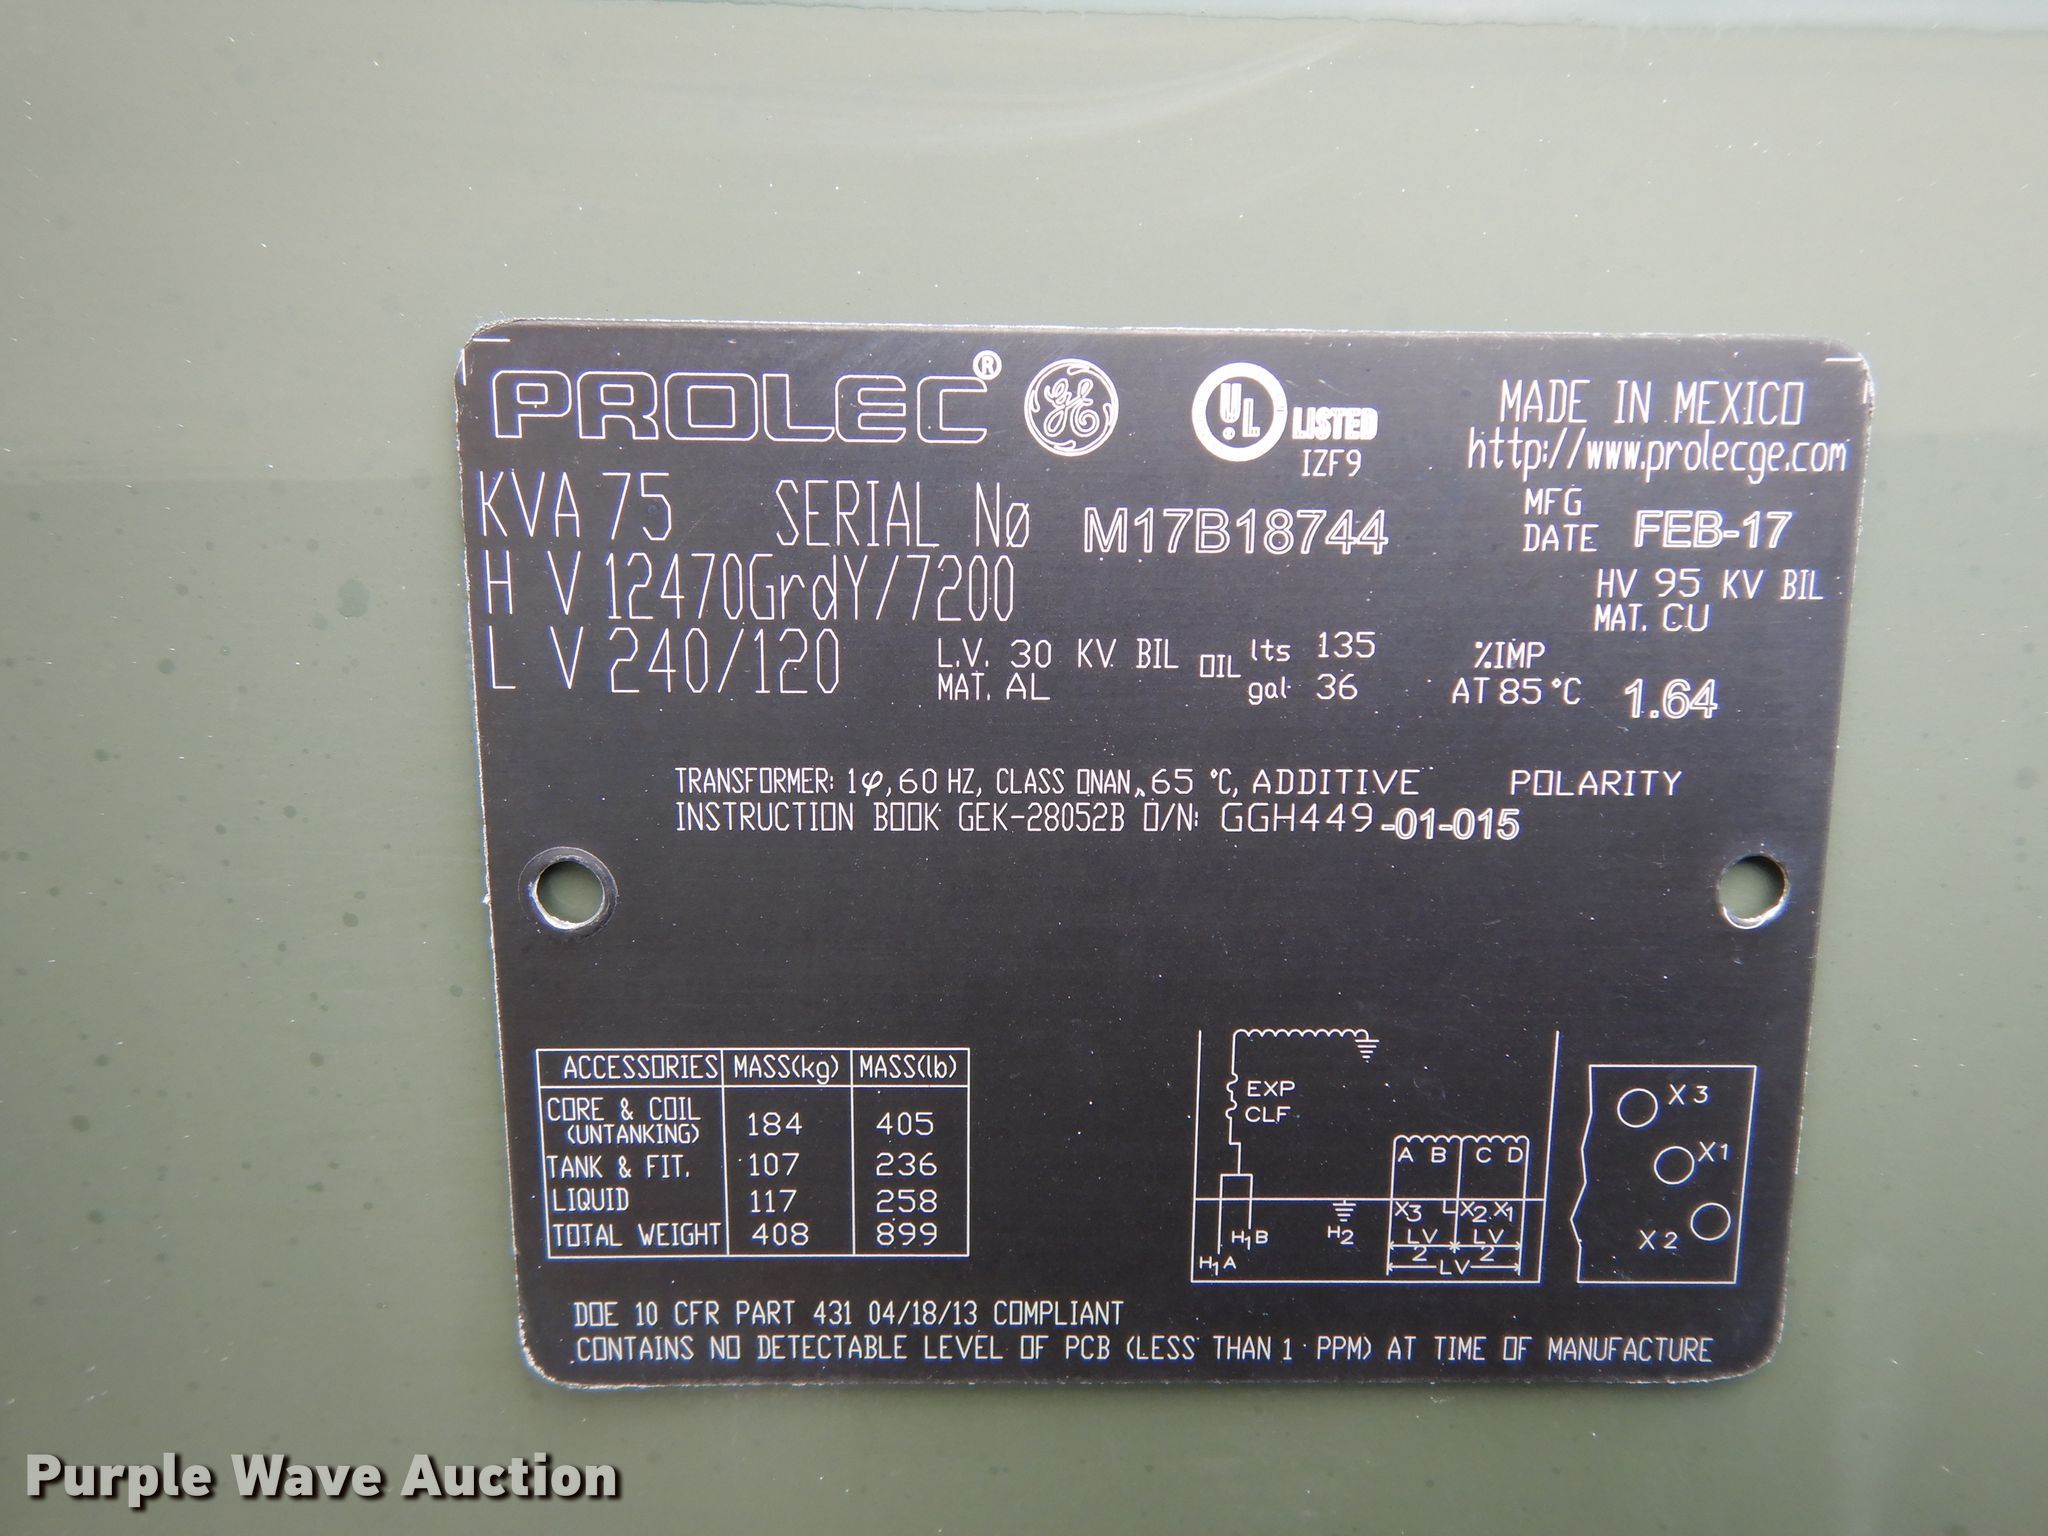 PROLEC® GE UL LISTED MADE IN MEXICO
IZF9 http://www.prolecge.com
KVA 75 SERIAL Nø M17B18744 MFG DATE FEB-17
H V 12470GrdY/7200 HV 95 KV BIL
MAT. CU
L V 240/120 L.V. 30 KV BIL OIL lts 135 %IMP
MAT. AL gal 36 AT 85 °C 1.64
TRANSFORMER: 1φ, 60 HZ, CLASS ONAN, 65 °C, ADDITIVE POLARITY
INSTRUCTION BOOK GEK-28052B O/N: GGH449-01-015
ACCESSORIES MASS(kg) MASS(lb)
CORE & COIL (UNTANKING) 184 405
TANK & FIT. 107 236
LIQUID 117 258
TOTAL WEIGHT 408 899
EXP
CLF
A B C D
X3 X2 X1
LV LV
2 2
LV
H1A H1B H2
X3
X1
X2
DOE 10 CFR PART 431 04/18/13 COMPLIANT
CONTAINS NO DETECTABLE LEVEL OF PCB (LESS THAN 1 PPM) AT TIME OF MANUFACTURE
Purple Wave Auction